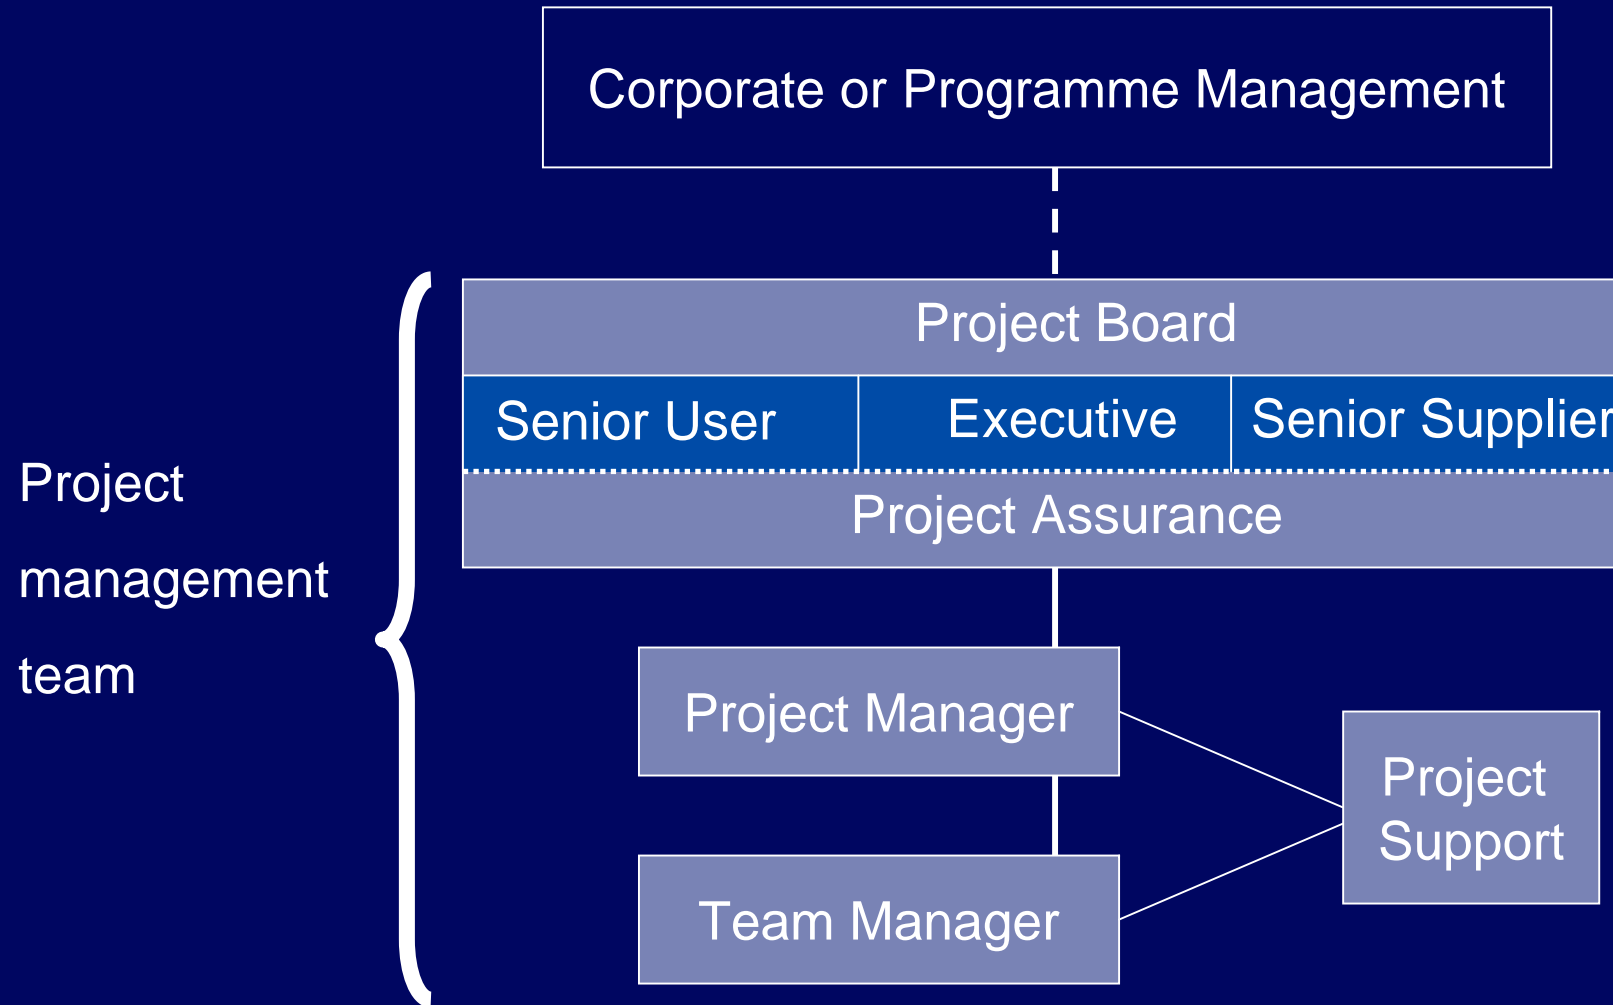 Corporate or Programme Management
Project Board
Senior User
Executive
Senior Supplier
Project Assurance
Project
management
team
Project Manager
Project
Support
Team Manager